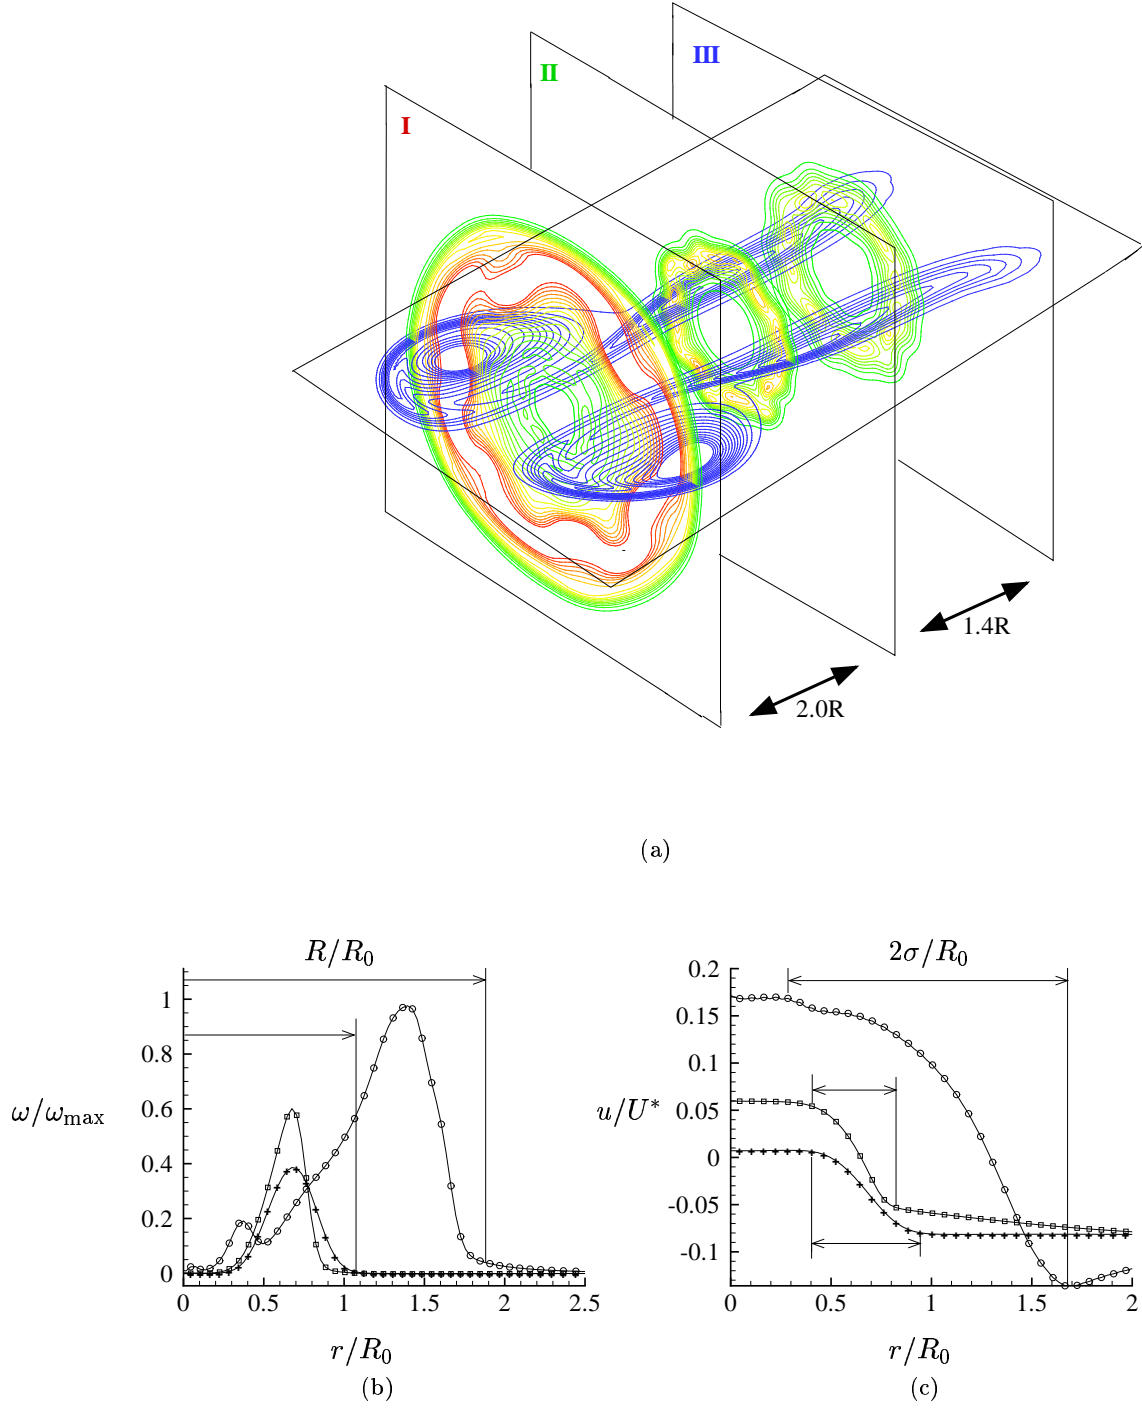 III
II
I
1.4R
2.0R
(a)
R/R₀
1
0.8
ω/ω_max
0.6
0.4
0.2
0
0 0.5 1 1.5 2 2.5
r/R₀
(b)
2σ/R₀
0.2
0.15
0.1
u/U*
0.05
0
-0.05
-0.1
0 0.5 1 1.5 2
r/R₀
(c)